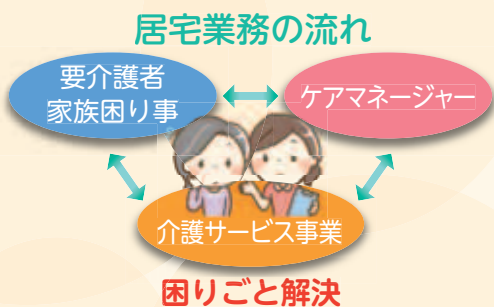 居宅業務の流れ
要介護者
家族困り事
ケアマネージャー
介護サービス事業
困りごと解決